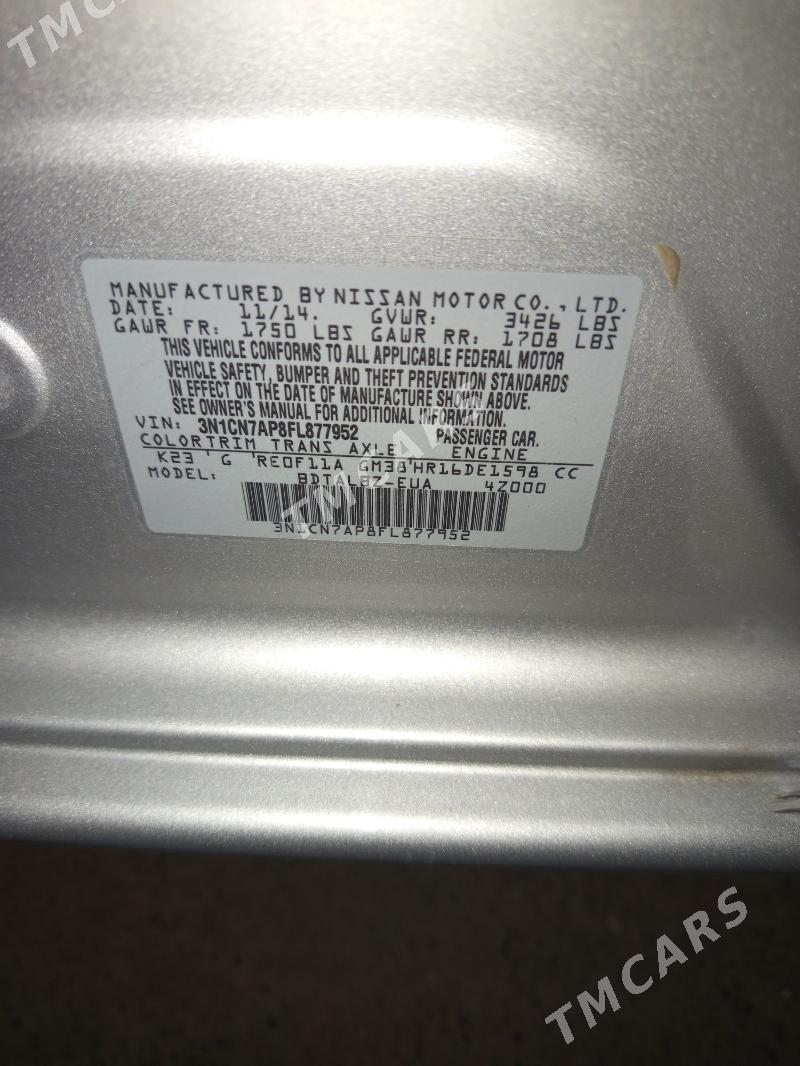 TMCARS
MANUFACTURED BY NISSAN MOTOR CO., LTD.
DATE: 11/14. GVWR: 3426 LBS
GAWR FR: 1750 LBS GAWR RR: 1708 LBS
THIS VEHICLE CONFORMS TO ALL APPLICABLE FEDERAL MOTOR
VEHICLE SAFETY, BUMPER AND THEFT PREVENTION STANDARDS
IN EFFECT ON THE DATE OF MANUFACTURE SHOWN ABOVE.
SEE OWNER'S MANUAL FOR ADDITIONAL INFORMATION.
VIN: 3N1CN7AP8FL877952 PASSENGER CAR.
COLOR TRIM TRANS AXLE ENGINE
K23 G RE0F11A GM38 HR16DE1598 CC
MODEL: BDTALBZ-EUA 4Z000
3N1CN7AP8FL877952
TMCARS
TMCARS